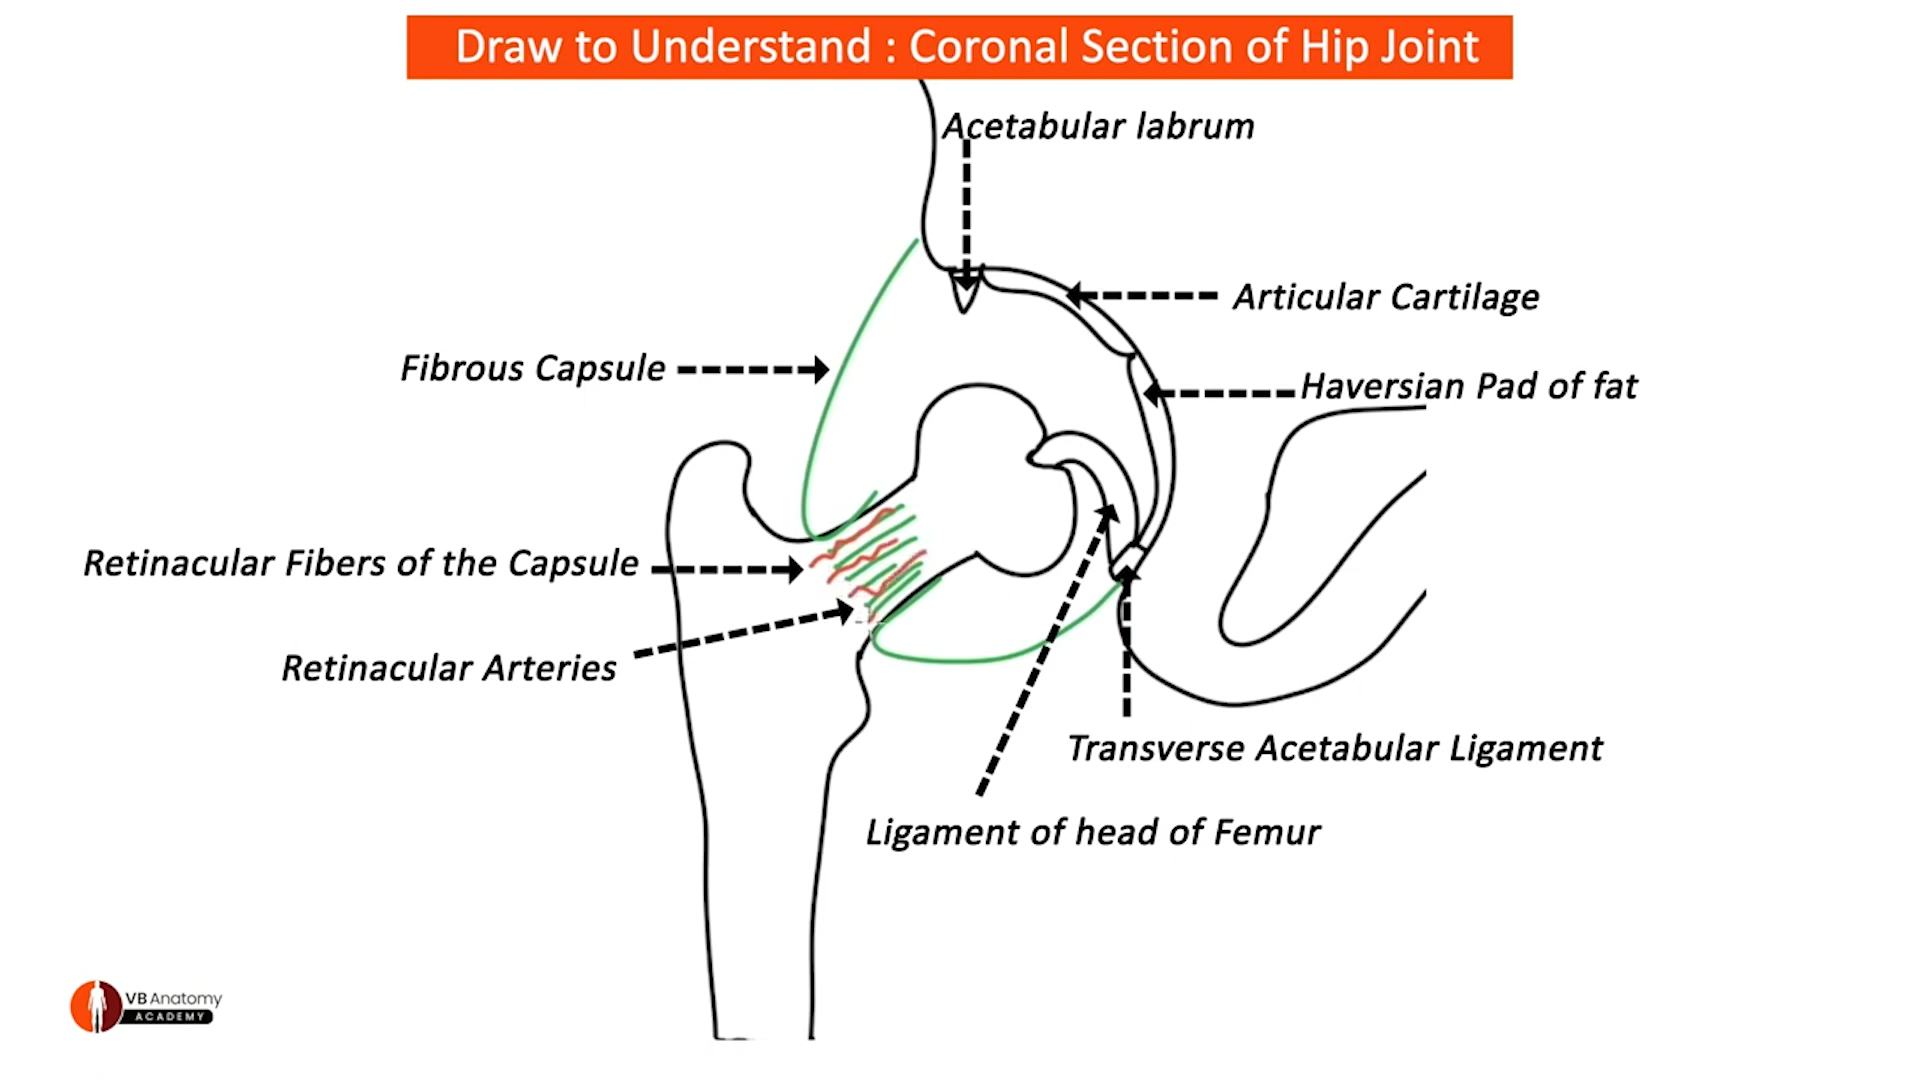 Draw to Understand : Coronal Section of Hip Joint
Acetabular labrum
Articular Cartilage
Fibrous Capsule
Haversian Pad of fat
Retinacular Fibers of the Capsule
Retinacular Arteries
Transverse Acetabular Ligament
Ligament of head of Femur
VB Anatomy
ACADEMY